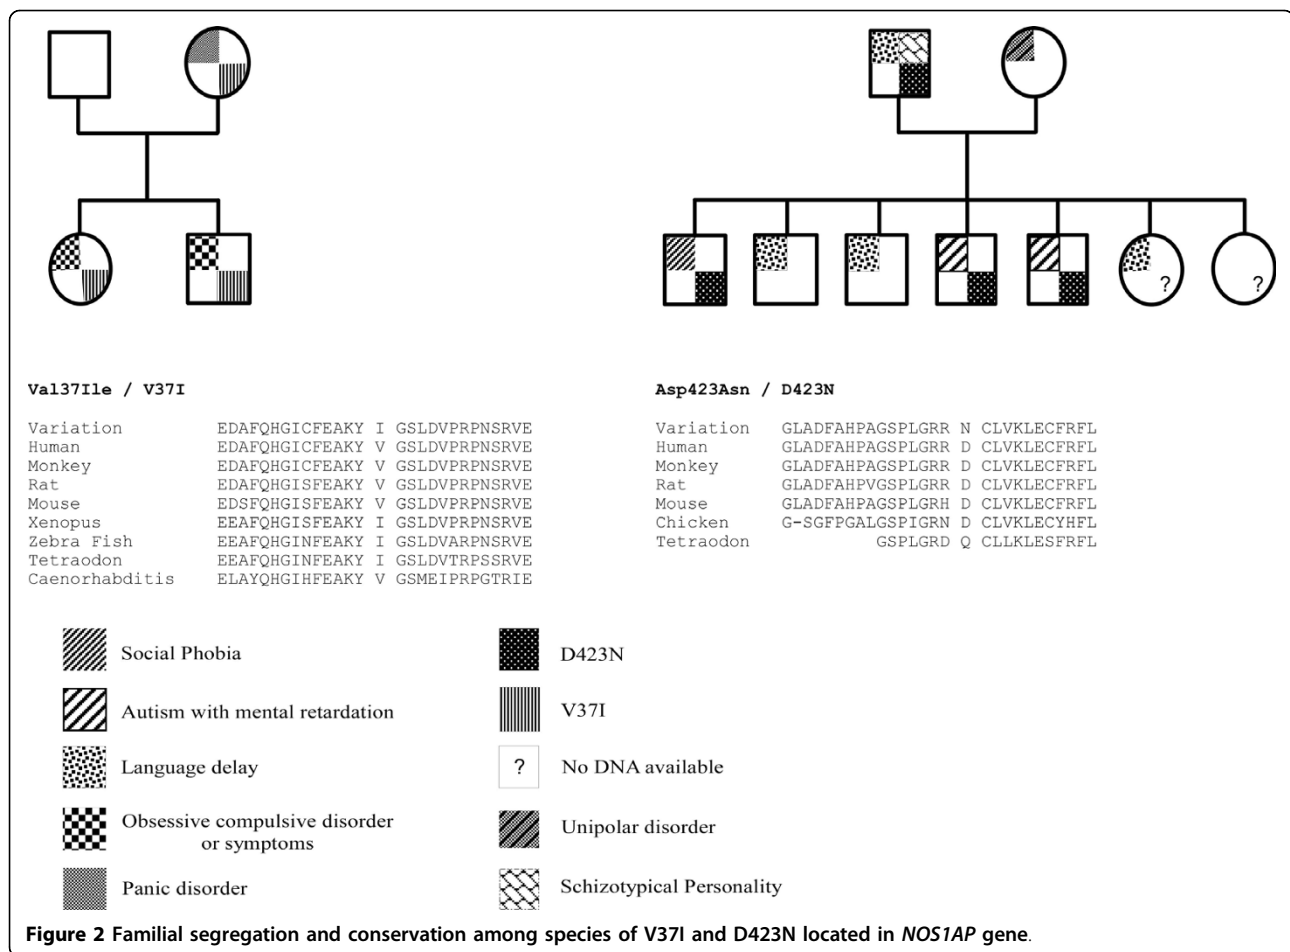 ? ?
Val37Ile / V37I
Variation EDAFQHGICFEAKY I GSLDVPRPNSRVE
Human EDAFQHGICFEAKY V GSLDVPRPNSRVE
Monkey EDAFQHGICFEAKY V GSLDVPRPNSRVE
Rat EDAFQHGISFEAKY V GSLDVPRPNSRVE
Mouse EDSFQHGISFEAKY V GSLDVPRPNSRVE
Xenopus EEAFQHGISFEAKY I GSLDVPRPNSRVE
Zebra Fish EEAFQHGINFEAKY I GSLDVARPNSRVE
Tetraodon EEAFQHGINFEAKY I GSLDVTRPSSRVE
Caenorhabditis ELAYQHGIHFEAKY V GSMEIPRPGTRIE
Asp423Asn / D423N
Variation GLADFAHPAGSPLGRR N CLVKLECFRFL
Human GLADFAHPAGSPLGRR D CLVKLECFRFL
Monkey GLADFAHPAGSPLGRR D CLVKLECFRFL
Rat GLADFAHPVGSPLGRR D CLVKLECFRFL
Mouse GLADFAHPAGSPLGRH D CLVKLECFRFL
Chicken G-SGFPGALGSPIGRN D CLVKLECYHFL
Tetraodon GSPLGRD Q CLLKLESFRFL
Social Phobia
Autism with mental retardation
Language delay
Obsessive compulsive disorder
or symptoms
Panic disorder
D423N
V37I
? No DNA available
Unipolar disorder
Schizotypical Personality
Figure 2 Familial segregation and conservation among species of V37I and D423N located in NOS1AP gene.